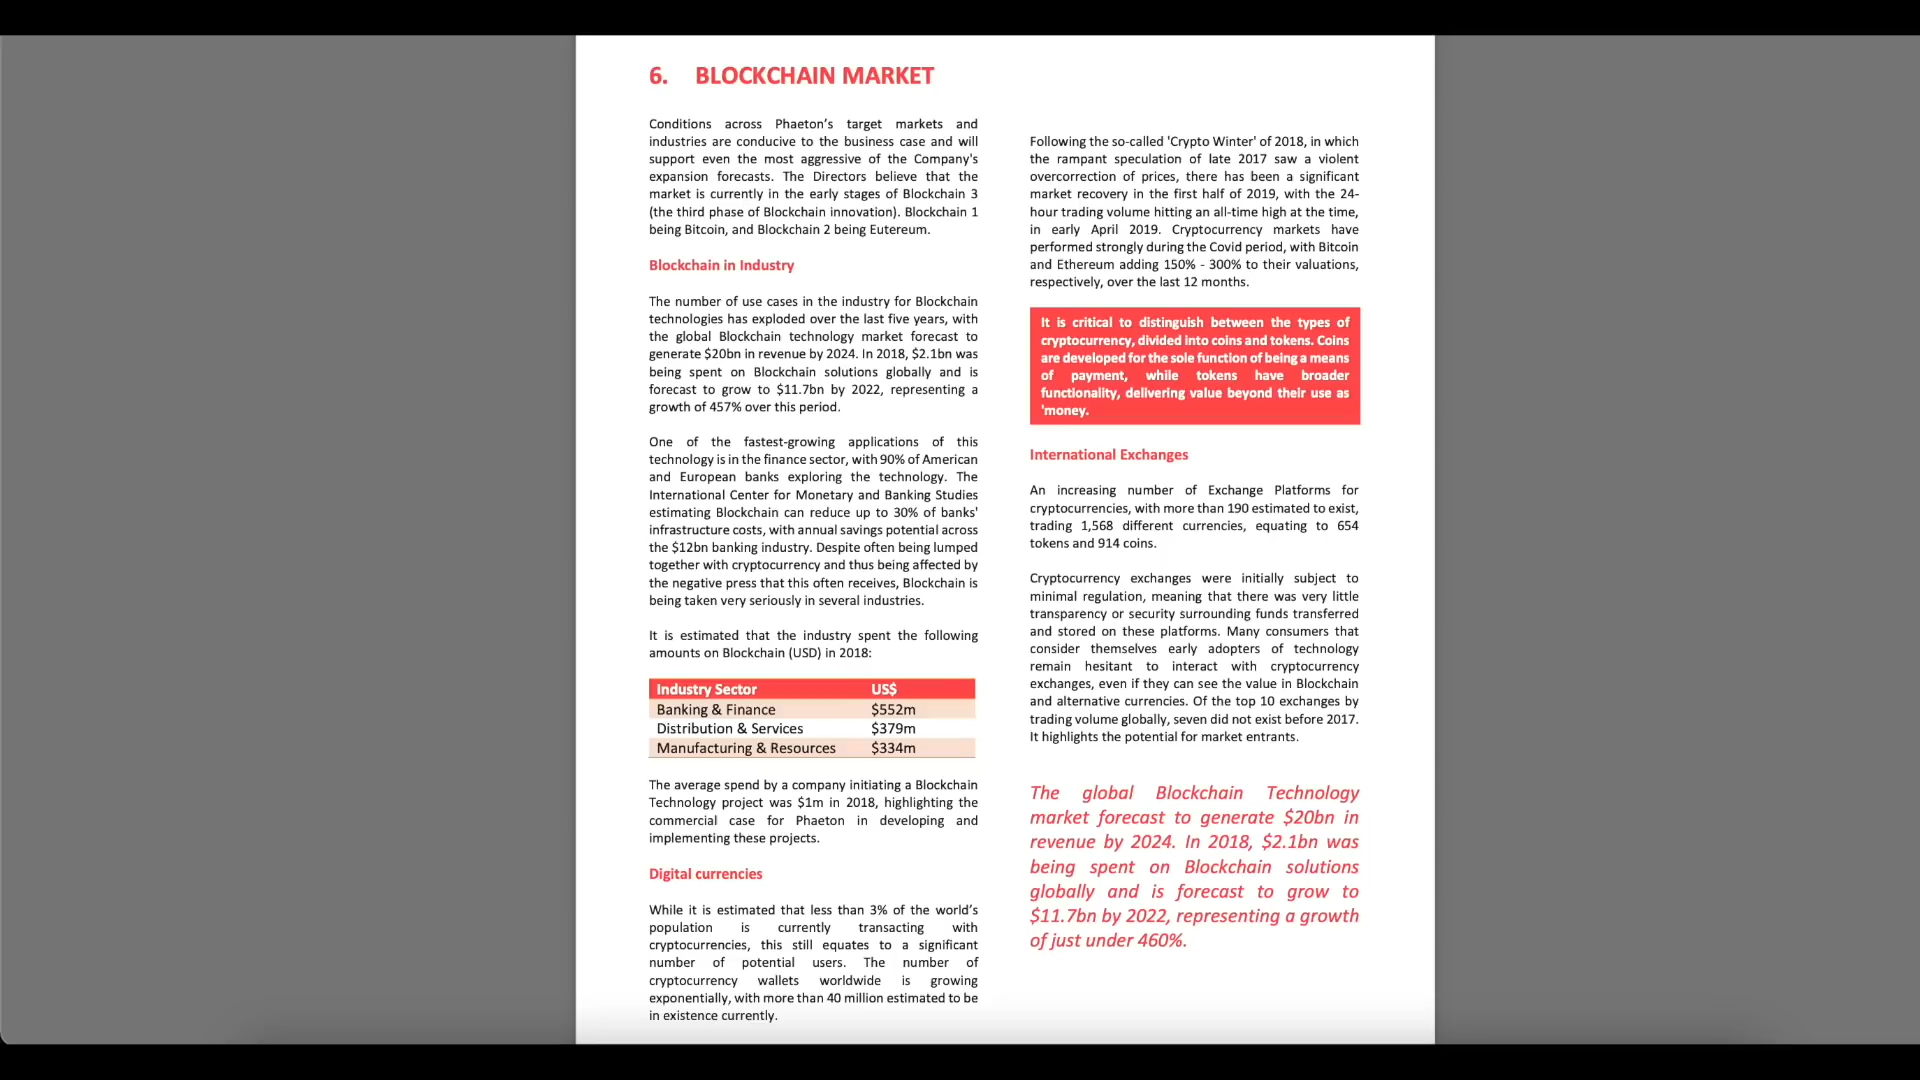 6. BLOCKCHAIN MARKET
Conditions across Phaeton's target markets and
industries are conducive to the business case and will
support even the most aggressive of the Company's
expansion forecasts. The Directors believe that the
market is currently in the early stages of Blockchain 3
(the third phase of Blockchain innovation). Blockchain 1
being Bitcoin, and Blockchain 2 being Eutereum.
Blockchain in Industry
The number of use cases in the industry for Blockchain
technologies has exploded over the last five years, with
the global Blockchain technology market forecast to
generate $20bn in revenue by 2024. In 2018, $2.1bn was
being spent on Blockchain solutions globally and is
forecast to grow to $11.7bn by 2022, representing a
growth of 457% over this period.
One of the fastest-growing applications of this
technology is in the finance sector, with 90% of American
and European banks exploring the technology. The
International Center for Monetary and Banking Studies
estimating Blockchain can reduce up to 30% of banks'
infrastructure costs, with annual savings potential across
the $12bn banking industry. Despite often being lumped
together with cryptocurrency and thus being affected by
the negative press that this often receives, Blockchain is
being taken very seriously in several industries.
It is estimated that the industry spent the following
amounts on Blockchain (USD) in 2018:
Industry Sector US$
Banking & Finance $552m
Distribution & Services $379m
Manufacturing & Resources $334m
The average spend by a company initiating a Blockchain
Technology project was $1m in 2018, highlighting the
commercial case for Phaeton in developing and
implementing these projects.
Digital currencies
While it is estimated that less than 3% of the world's
population is currently transacting with
cryptocurrencies, this still equates to a significant
number of potential users. The number of
cryptocurrency wallets worldwide is growing
exponentially, with more than 40 million estimated to be
in existence currently.
Following the so-called 'Crypto Winter' of 2018, in which
the rampant speculation of late 2017 saw a violent
overcorrection of prices, there has been a significant
market recovery in the first half of 2019, with the 24-
hour trading volume hitting an all-time high at the time,
in early April 2019. Cryptocurrency markets have
performed strongly during the Covid period, with Bitcoin
and Ethereum adding 150% - 300% to their valuations,
respectively, over the last 12 months.
It is critical to distinguish between the types of
cryptocurrency, divided into coins and tokens. Coins
are developed for the sole function of being a means
of payment, while tokens have broader
functionality, delivering value beyond their use as
'money.
International Exchanges
An increasing number of Exchange Platforms for
cryptocurrencies, with more than 190 estimated to exist,
trading 1,568 different currencies, equating to 654
tokens and 914 coins.
Cryptocurrency exchanges were initially subject to
minimal regulation, meaning that there was very little
transparency or security surrounding funds transferred
and stored on these platforms. Many consumers that
consider themselves early adopters of technology
remain hesitant to interact with cryptocurrency
exchanges, even if they can see the value in Blockchain
and alternative currencies. Of the top 10 exchanges by
trading volume globally, seven did not exist before 2017.
It highlights the potential for market entrants.
The global Blockchain Technology
market forecast to generate $20bn in
revenue by 2024. In 2018, $2.1bn was
being spent on Blockchain solutions
globally and is forecast to grow to
$11.7bn by 2022, representing a growth
of just under 460%.